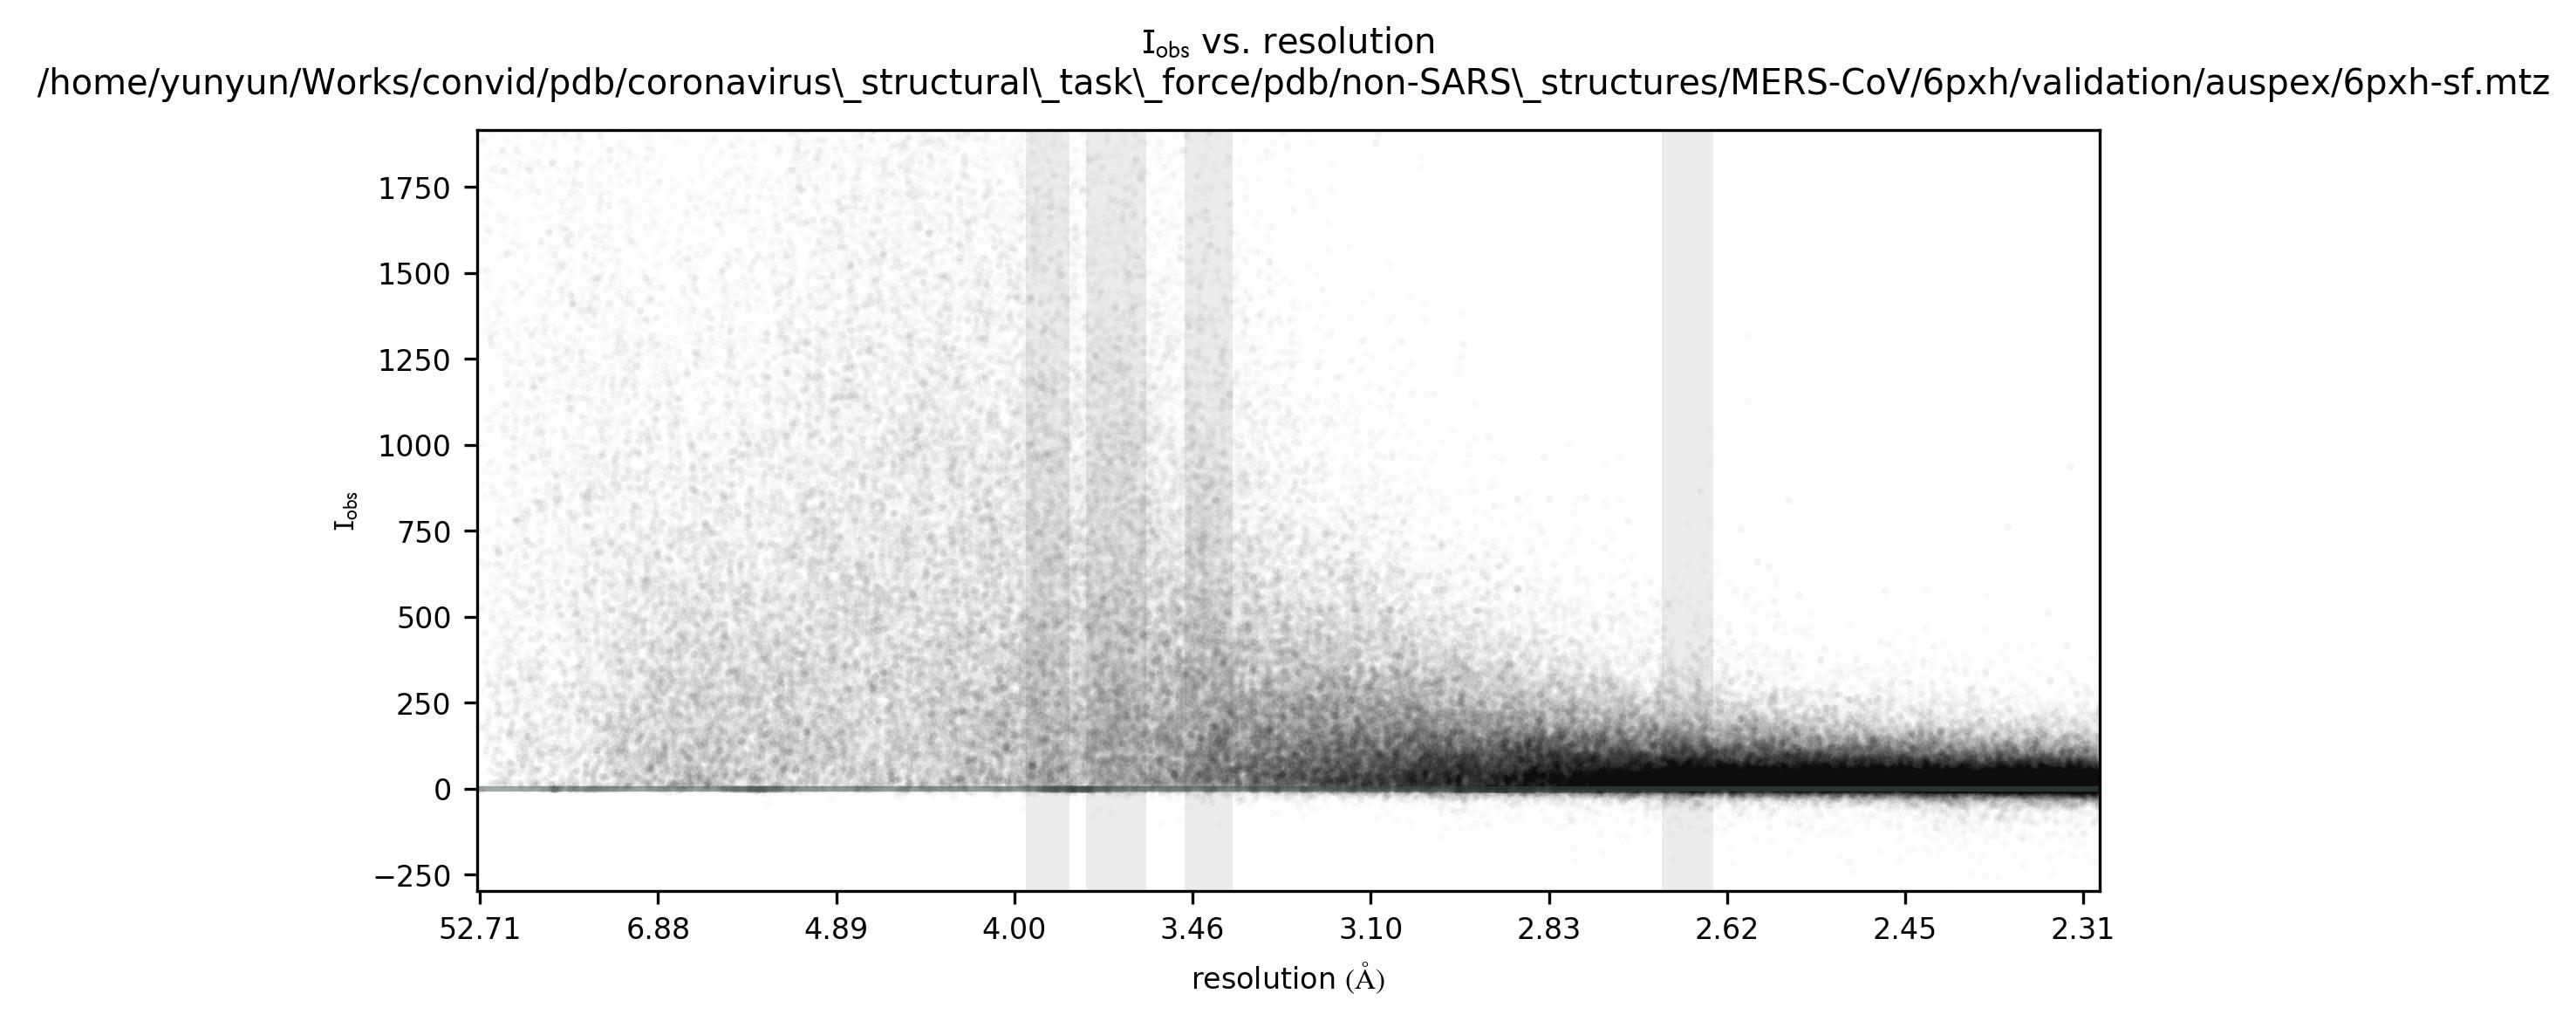 I_obs vs. resolution
/home/yunyun/Works/convid/pdb/coronavirus\_structural\_task\_force/pdb/non-SARS\_structures/MERS-CoV/6pxh/validation/auspex/6pxh-sf.mtz
I_obs
1750
1500
1250
1000
750
500
250
0
−250
52.71 6.88 4.89 4.00 3.46 3.10 2.83 2.62 2.45 2.31
resolution (Å)